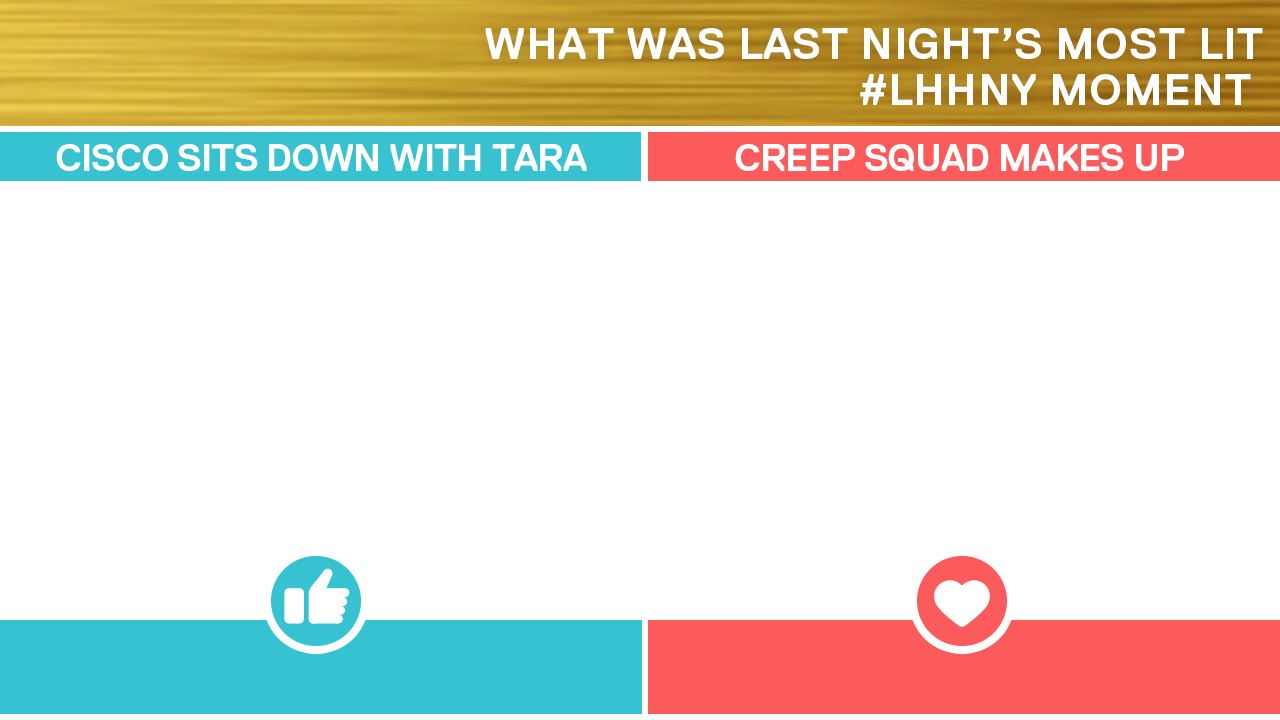 WHAT WAS LAST NIGHT’S MOST LIT
#LHHNY MOMENT
CISCO SITS DOWN WITH TARA
CREEP SQUAD MAKES UP